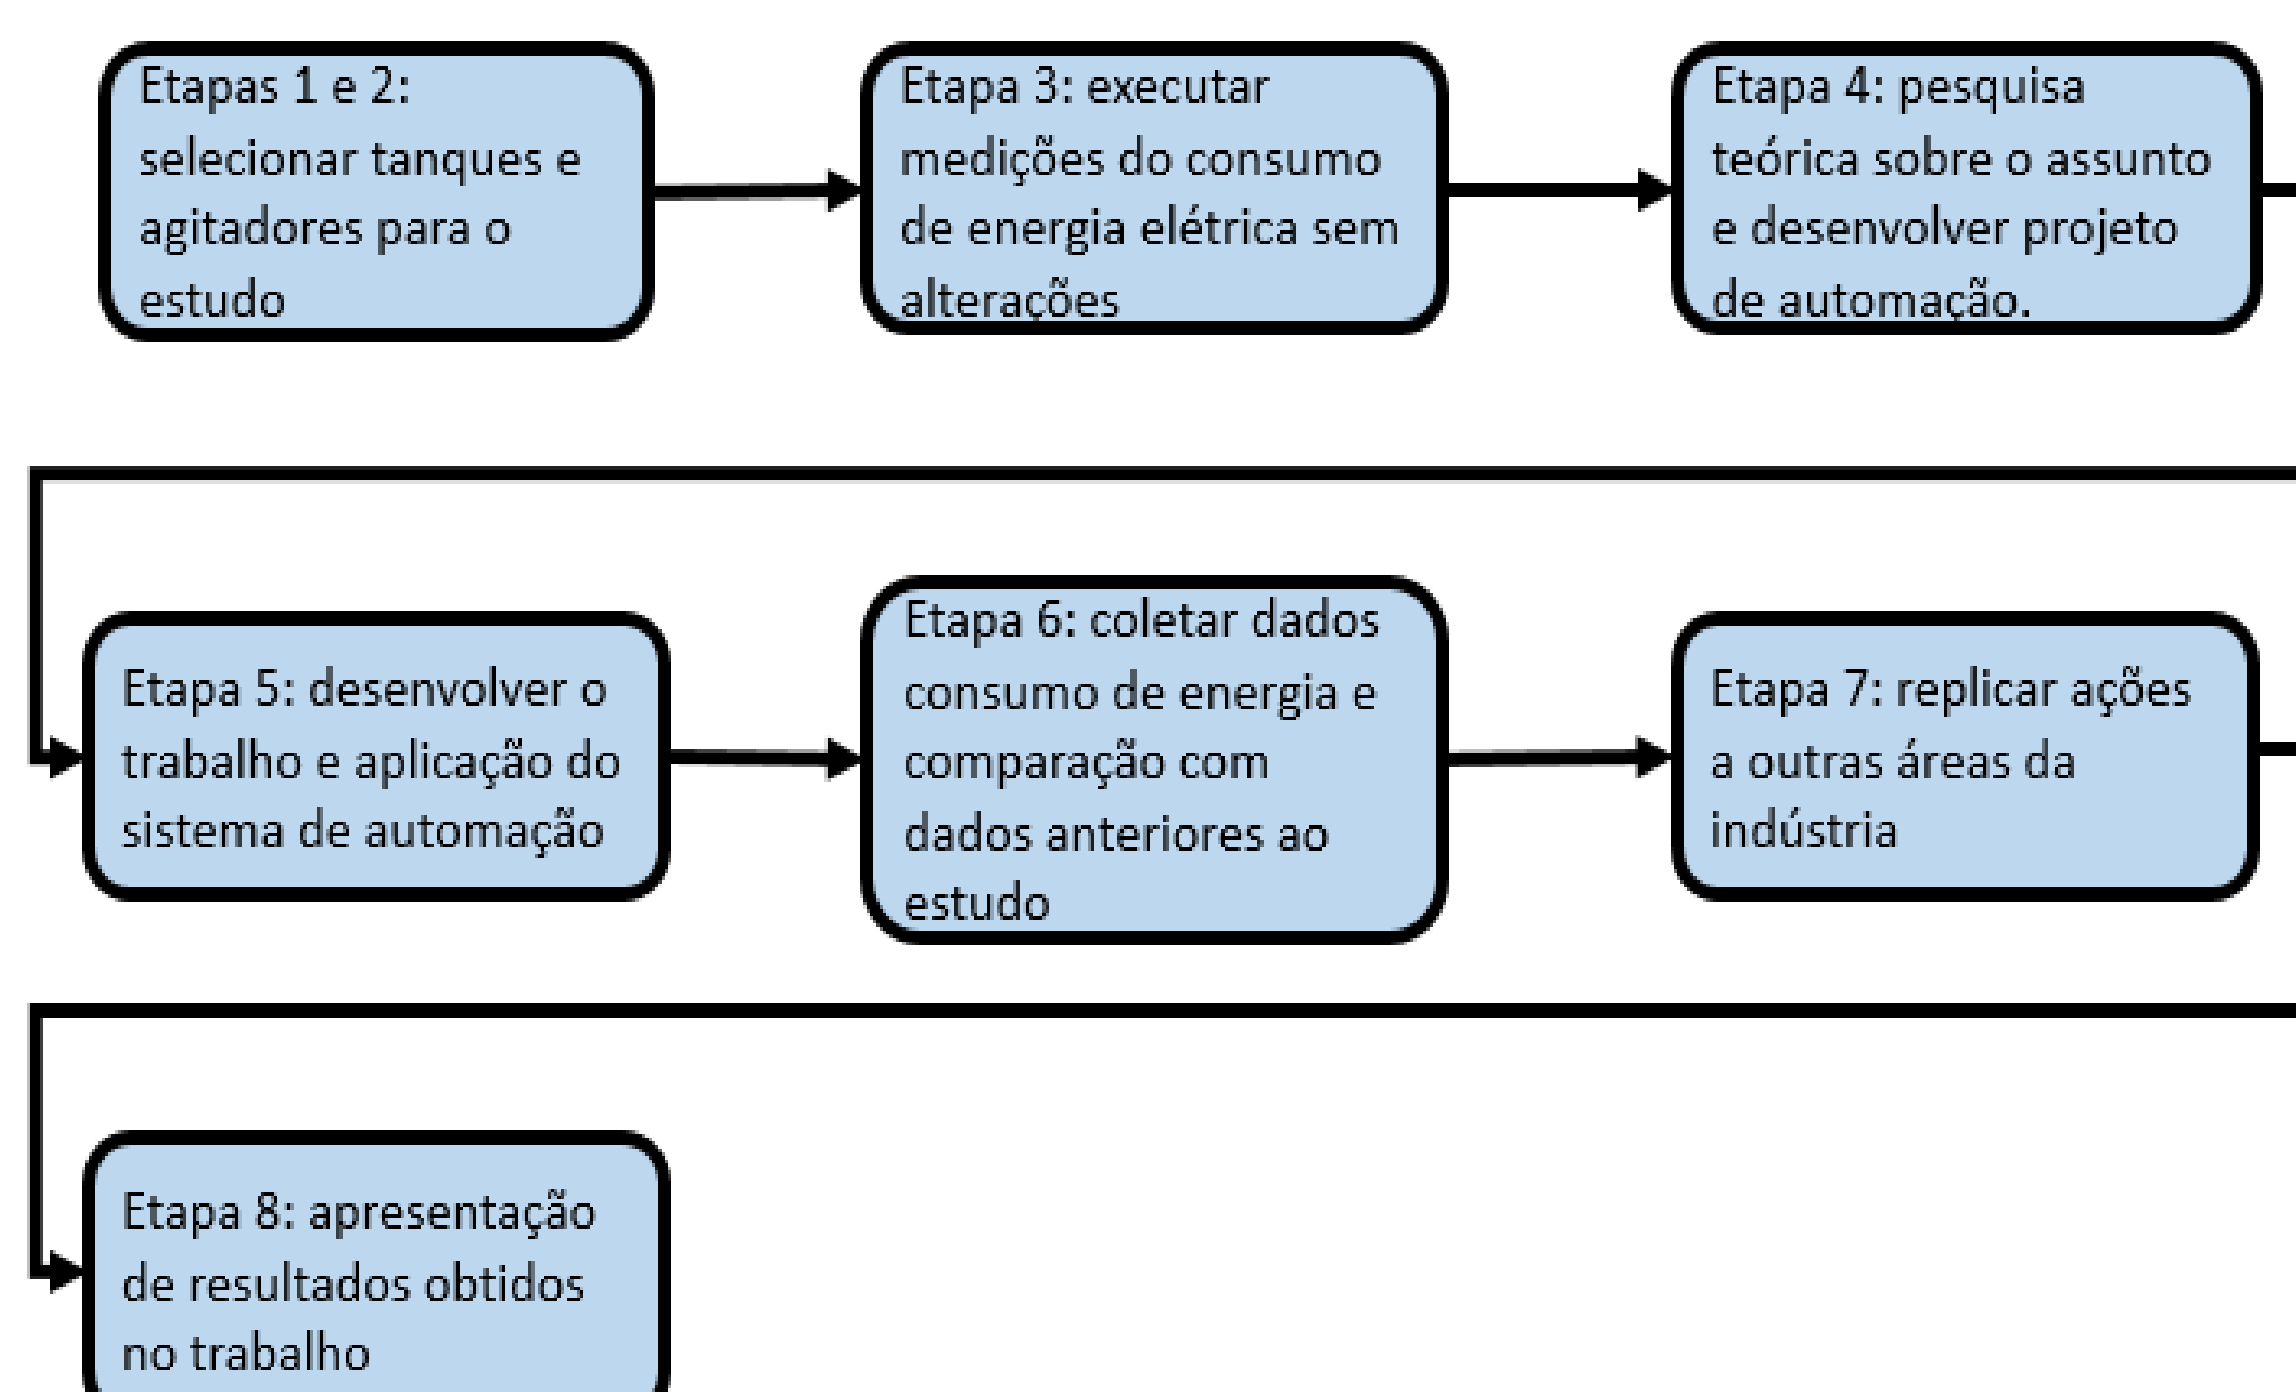 Etapas 1 e 2:
selecionar tanques e
agitadores para o
estudo
Etapa 3: executar
medições do consumo
de energia elétrica sem
alterações
Etapa 4: pesquisa
teórica sobre o assunto
e desenvolver projeto
de automação.
Etapa 5: desenvolver o
trabalho e aplicação do
sistema de automação
Etapa 6: coletar dados
consumo de energia e
comparação com
dados anteriores ao
estudo
Etapa 7: replicar ações
a outras áreas da
indústria
Etapa 8: apresentação
de resultados obtidos
no trabalho